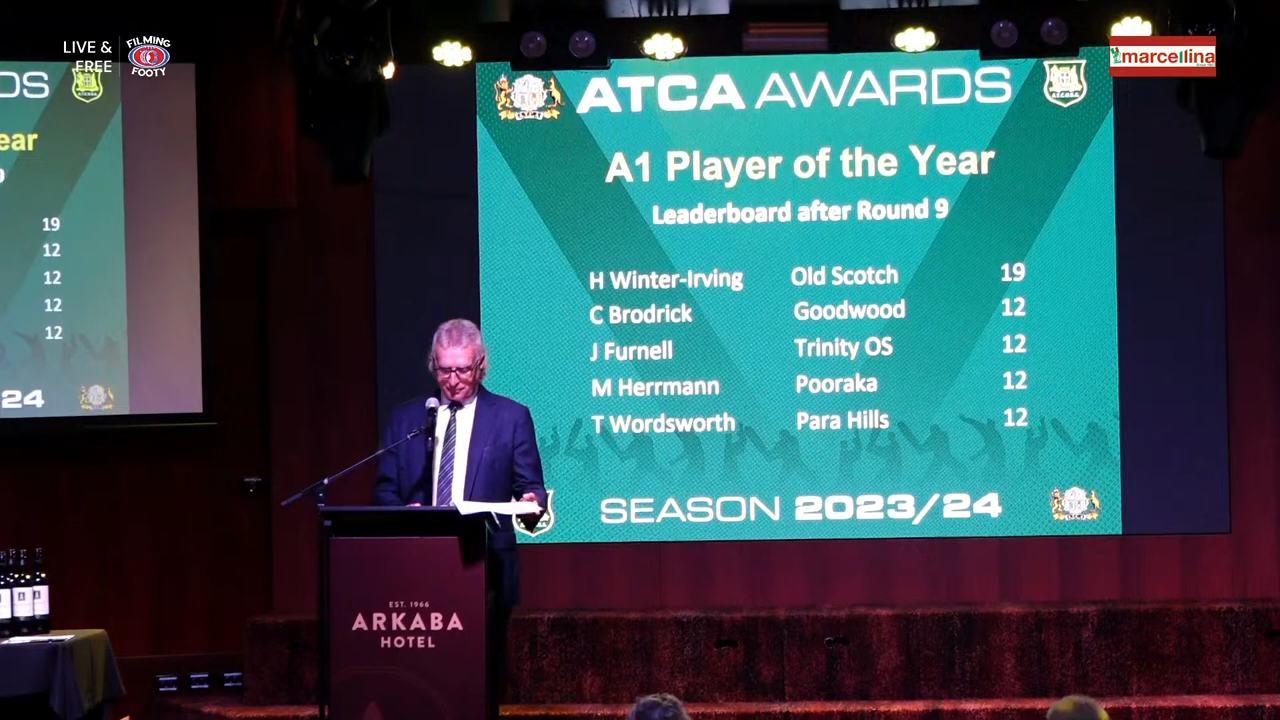 LIVE &
FREE
FILMING
FOOTY
marcellina
DS
ear
9
19
12
12
12
12
24
ATCA AWARDS
A1 Player of the Year
Leaderboard after Round 9
H Winter-Irving Old Scotch 19
C Brodrick Goodwood 12
J Furnell Trinity OS 12
M Herrmann Pooraka 12
T Wordsworth Para Hills 12
SEASON 2023/24
EST. 1966
ARKABA
HOTEL